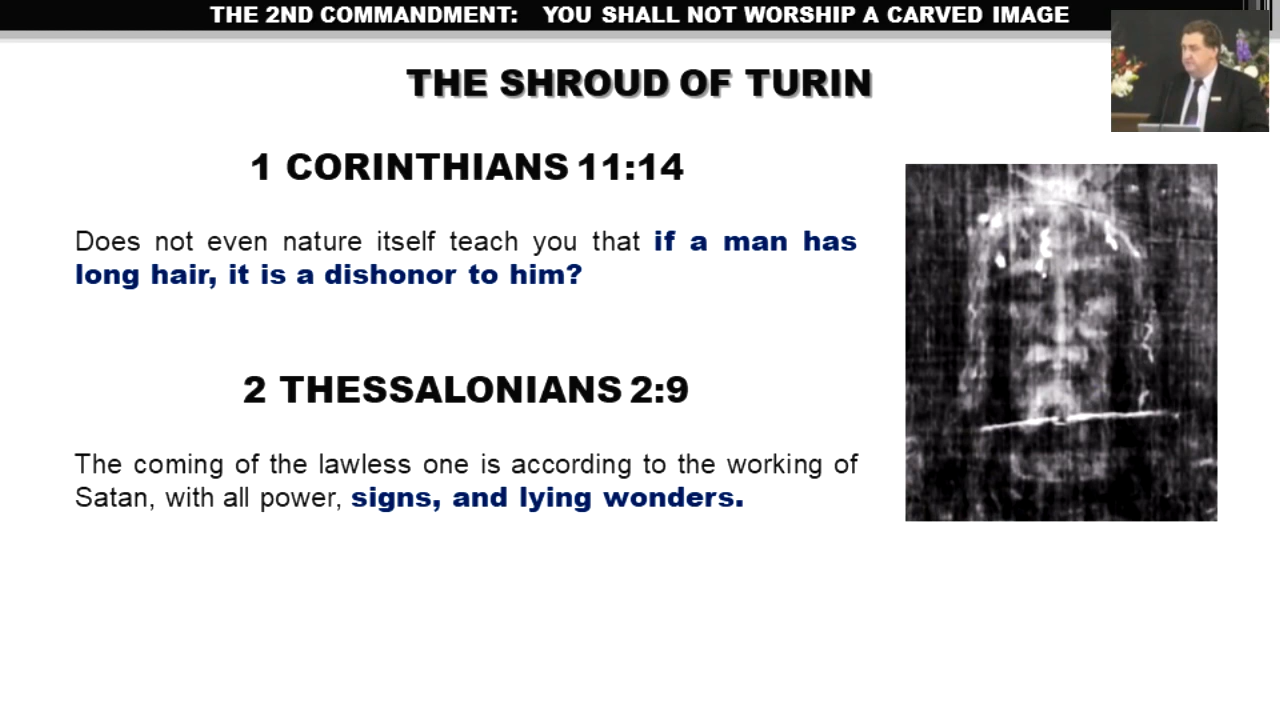 THE 2ND COMMANDMENT: YOU SHALL NOT WORSHIP A CARVED IMAGE
THE SHROUD OF TURIN
1 CORINTHIANS 11:14
Does not even nature itself teach you that if a man has
long hair, it is a dishonor to him?
2 THESSALONIANS 2:9
The coming of the lawless one is according to the working of
Satan, with all power, signs, and lying wonders.